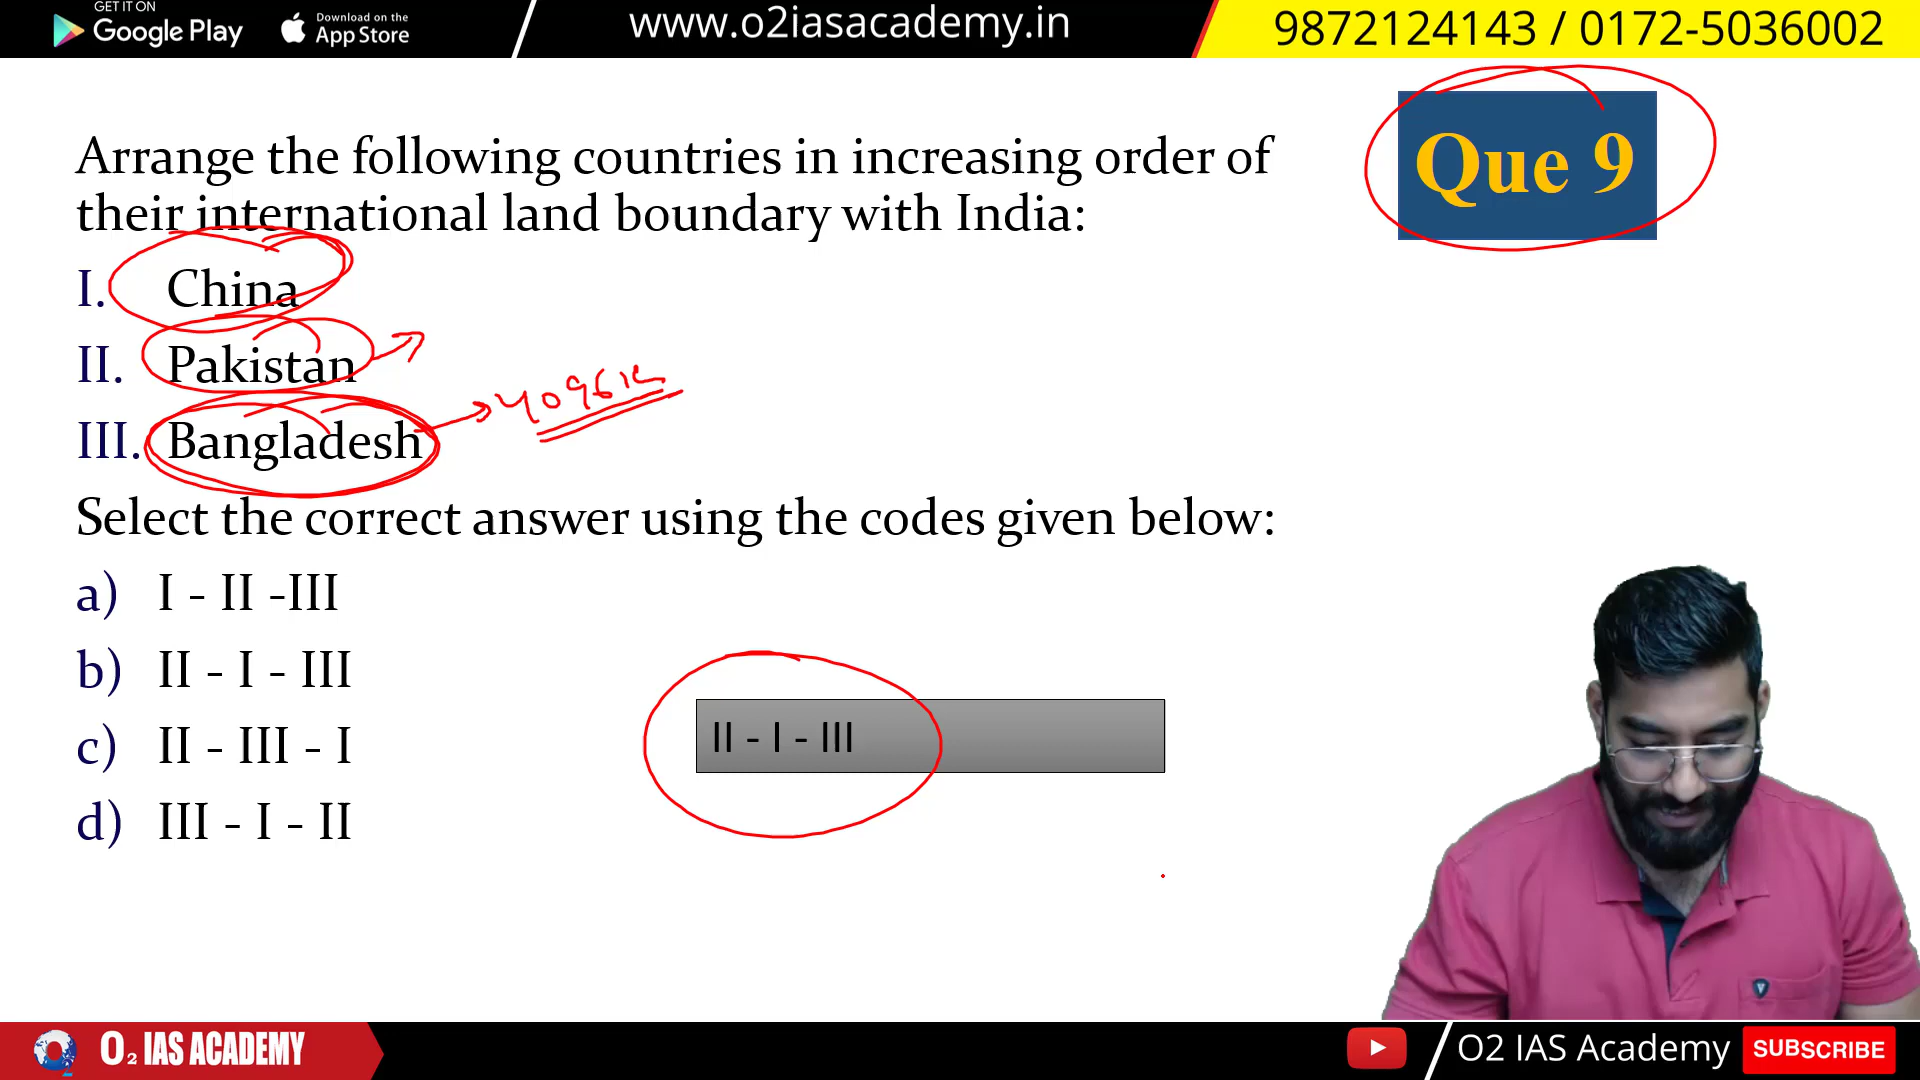 GET IT ON
Google Play
Download on the
App Store
www.o2iasacademy.in
9872124143 / 0172-5036002
Que 9
Arrange the following countries in increasing order of
their international land boundary with India:
I. China
II. Pakistan
III. Bangladesh
4096k
Select the correct answer using the codes given below:
a) I - II -III
b) II - I - III
c) II - III - I
d) III - I - II
II - I - III
O2 IAS ACADEMY
O2 IAS Academy
SUBSCRIBE